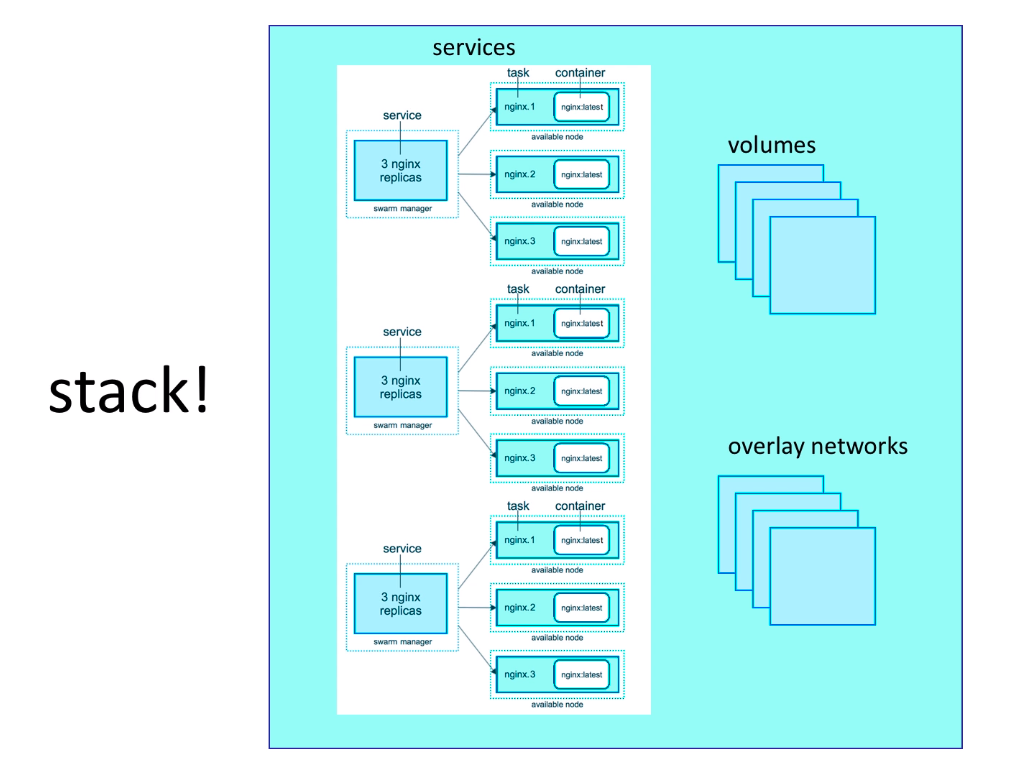 stack!
services
task container
service
nginx.1 nginx:latest
available node
3 nginx
replicas
nginx.2 nginx:latest
swarm manager
available node
nginx.3 nginx:latest
available node
task container
service
nginx.1 nginx:latest
available node
3 nginx
replicas
nginx.2 nginx:latest
swarm manager
available node
nginx.3 nginx:latest
available node
task container
service
nginx.1 nginx:latest
available node
3 nginx
replicas
nginx.2 nginx:latest
swarm manager
available node
nginx.3 nginx:latest
available node
volumes
overlay networks